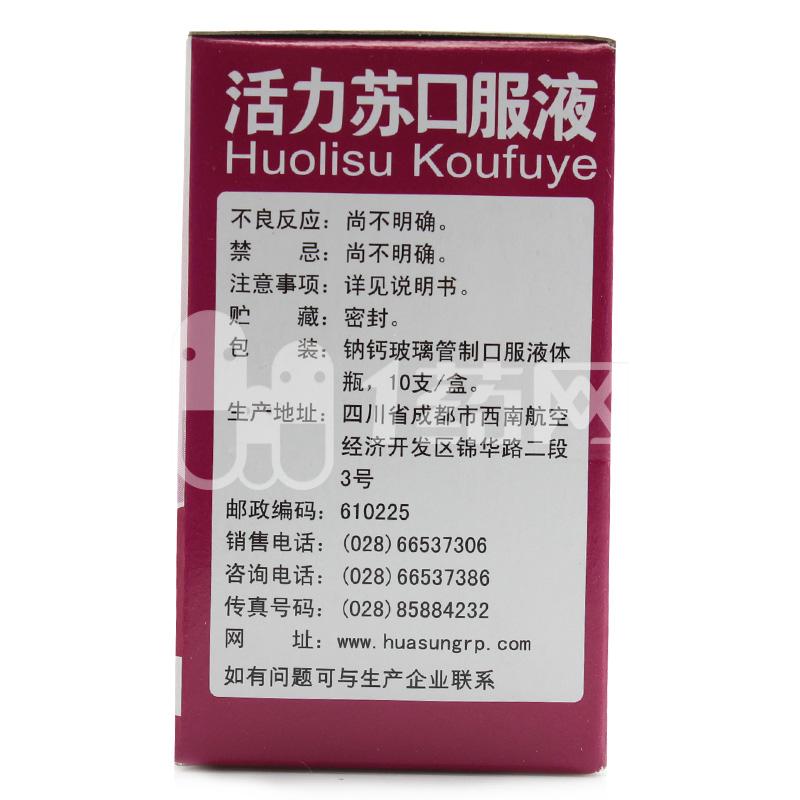 活力苏口服液
Huolisu Koufuye
不良反应：尚不明确。
禁　　忌：尚不明确。
注意事项：详见说明书。
贮　　藏：密封。
包　　装：钠钙玻璃管制口服液体
瓶，10支/盒。
生产地址：四川省成都市西南航空
经济开发区锦华路二段
3号
邮政编码：610225
销售电话：(028)66537306
咨询电话：(028)66537386
传真号码：(028)85884232
网　　址：www.huasungrp.com
如有问题可与生产企业联系
1药网